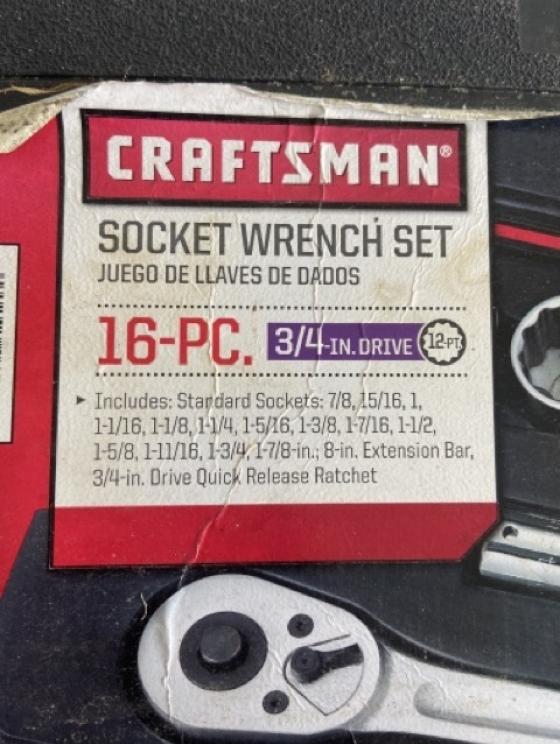 CRAFTSMAN®
SOCKET WRENCH SET
JUEGO DE LLAVES DE DADOS
16-PC. 3/4-IN. DRIVE 12-PT.
▸ Includes: Standard Sockets: 7/8, 15/16, 1,
1-1/16, 1-1/8, 1-1/4, 1-5/16, 1-3/8, 1-7/16, 1-1/2,
1-5/8, 1-11/16, 1-3/4, 1-7/8-in.; 8-in. Extension Bar,
3/4-in. Drive Quick Release Ratchet